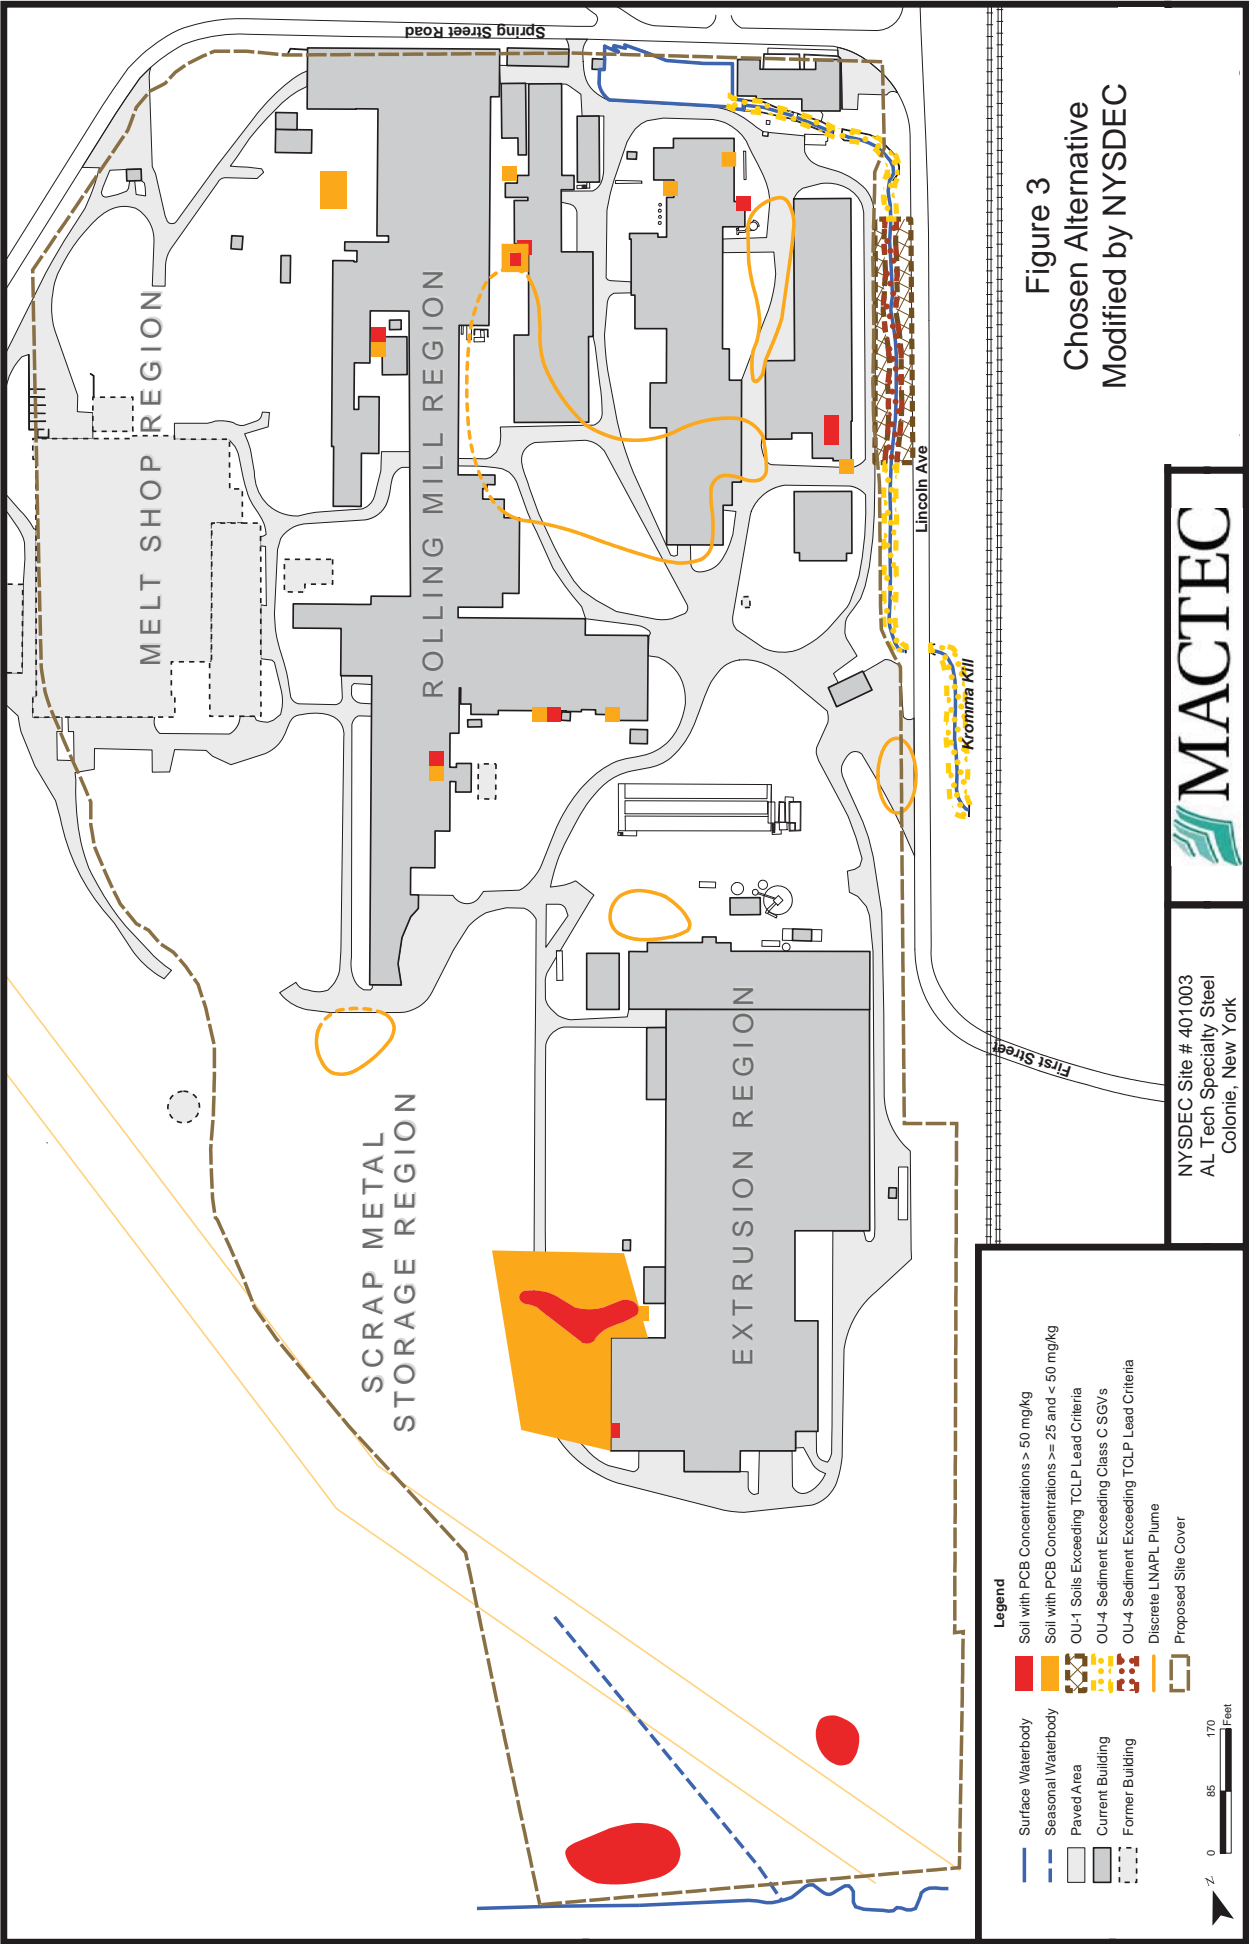 Spring Street Road
MELT SHOP REGION
ROLLING MILL REGION
SCRAP METAL
STORAGE REGION
EXTRUSION REGION
Lincoln Ave
Kromma Kill
First Street
Figure 3
Chosen Alternative
Modified by NYSDEC
MACTEC
NYSDEC Site # 401003
AL Tech Specialty Steel
Colonie, New York
Legend
Surface Waterbody
Seasonal Waterbody
Paved Area
Current Building
Former Building
Soil with PCB Concentrations > 50 mg/kg
Soil with PCB Concentrations >= 25 and < 50 mg/kg
OU-1 Soils Exceeding TCLP Lead Criteria
OU-4 Sediment Exceeding Class C SGVs
OU-4 Sediment Exceeding TCLP Lead Criteria
Discrete LNAPL Plume
Proposed Site Cover
N
0 85 170
Feet